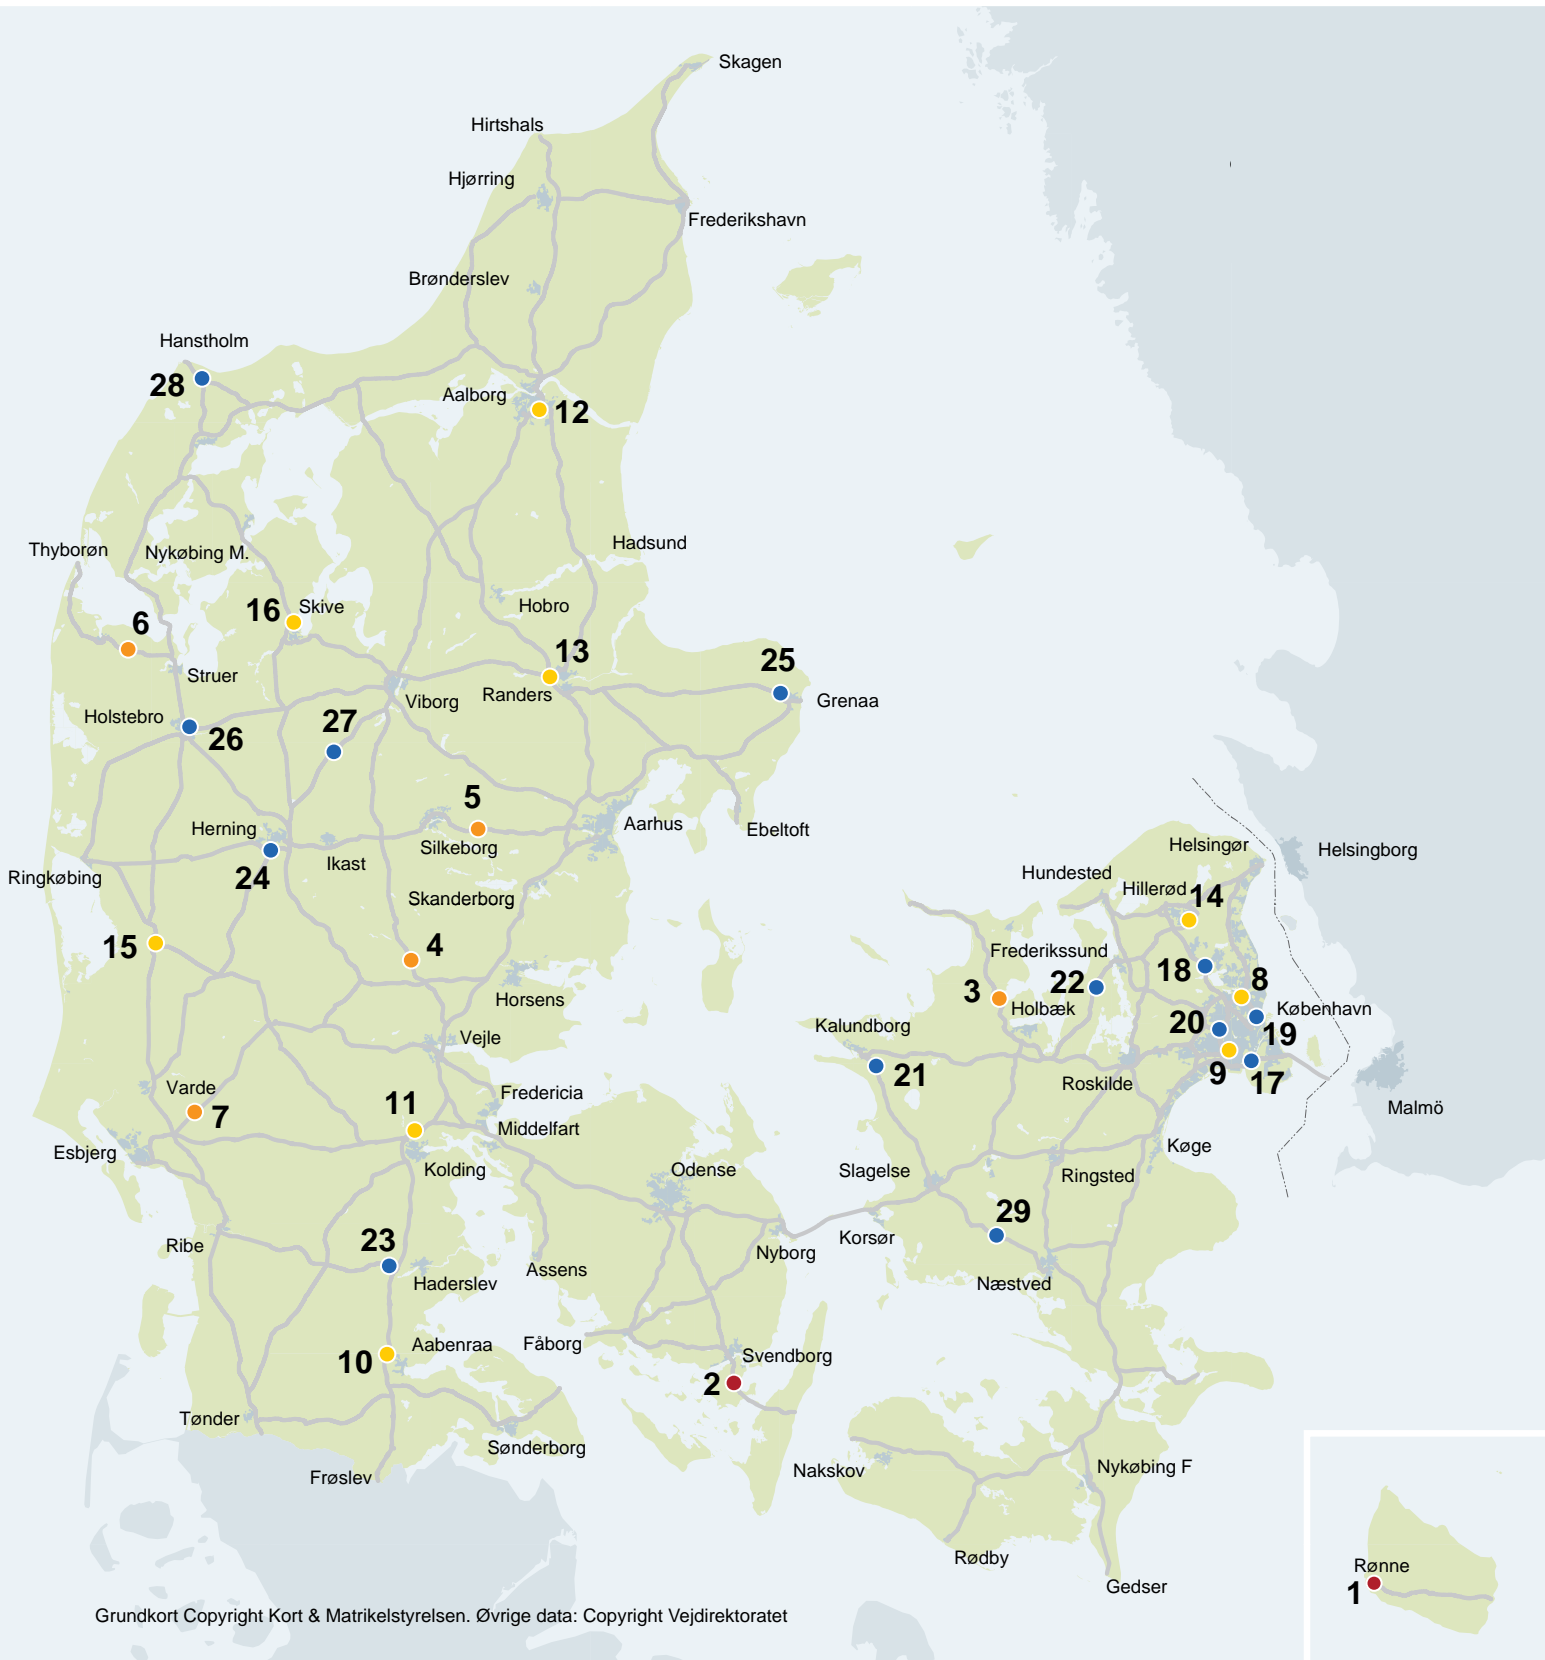 Skagen
Hirtshals
Hjørring
Frederikshavn
Brønderslev
Hanstholm
28
Aalborg
12
Hadsund
Thyborøn
Nykøbing M.
Hobro
16
Skive
6
13
25
Struer
Viborg
Randers
Grenaa
Holstebro
26
27
5
Herning
Silkeborg
Aarhus
Ebeltoft
Ikast
Ringkøbing
24
Skanderborg
Helsingør
Helsingborg
Hundested
Hillerød
14
15
4
Frederikssund
18
3
22
8
Horsens
Holbæk
København
Kalundborg
20
19
Vejle
21
9
17
Roskilde
Varde
7
11
Fredericia
Middelfart
Malmö
Esbjerg
Kolding
Odense
Slagelse
Køge
Ringsted
29
Ribe
23
Nyborg
Korsør
Haderslev
Assens
Næstved
10
Aabenraa
Fåborg
Svendborg
2
Tønder
Sønderborg
Frøslev
Nakskov
Nykøbing F
Rødby
Gedser
Rønne
1
Grundkort Copyright Kort & Matrikelstyrelsen. Øvrige data: Copyright Vejdirektoratet